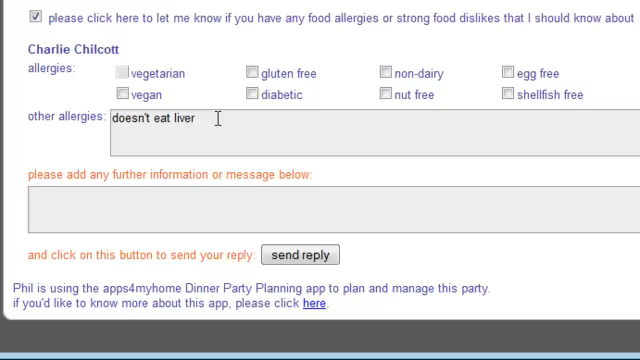 please click here to let me know if you have any food allergies or strong food dislikes that I should know about
Charlie Chilcott
allergies: vegetarian gluten free non-dairy egg free
vegan diabetic nut free shellfish free
other allergies: doesn't eat liver
please add any further information or message below:
and click on this button to send your reply: send reply
Phil is using the apps4myhome Dinner Party Planning app to plan and manage this party.
if you'd like to know more about this app, please click here.